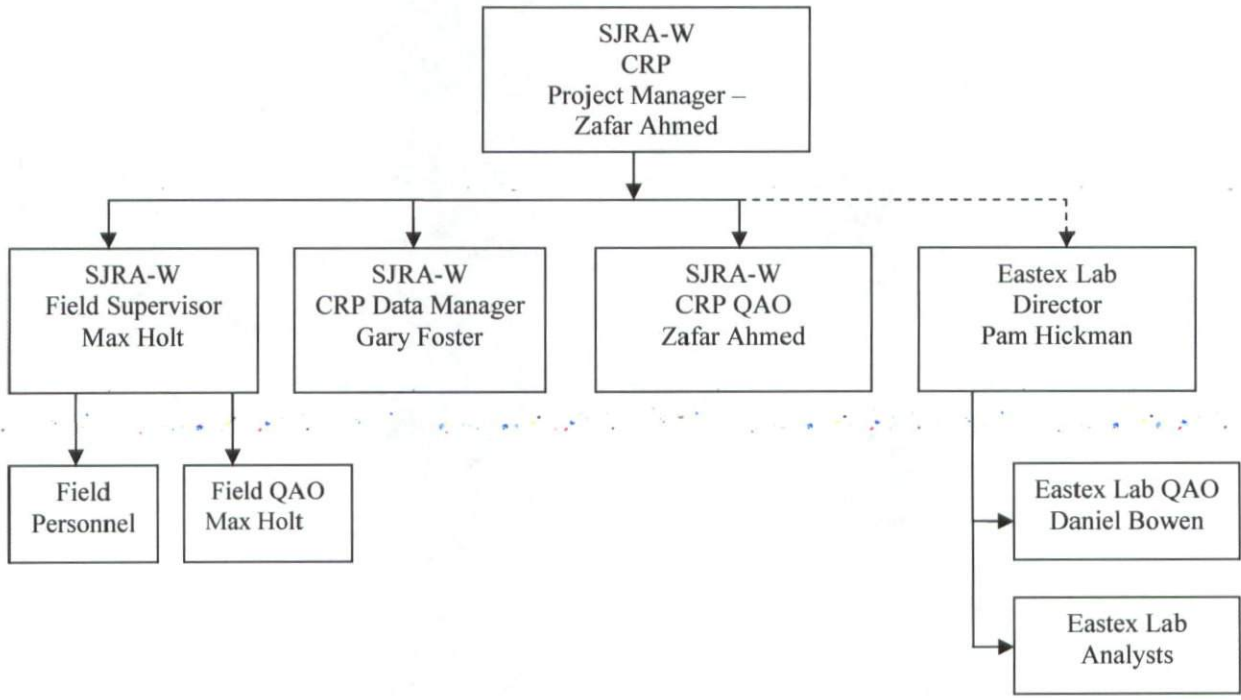 SJRA-W
CRP
Project Manager –
Zafar Ahmed
SJRA-W
Field Supervisor
Max Holt
SJRA-W
CRP Data Manager
Gary Foster
SJRA-W
CRP QAO
Zafar Ahmed
Eastex Lab
Director
Pam Hickman
Field
Personnel
Field QAO
Max Holt
Eastex Lab QAO
Daniel Bowen
Eastex Lab
Analysts